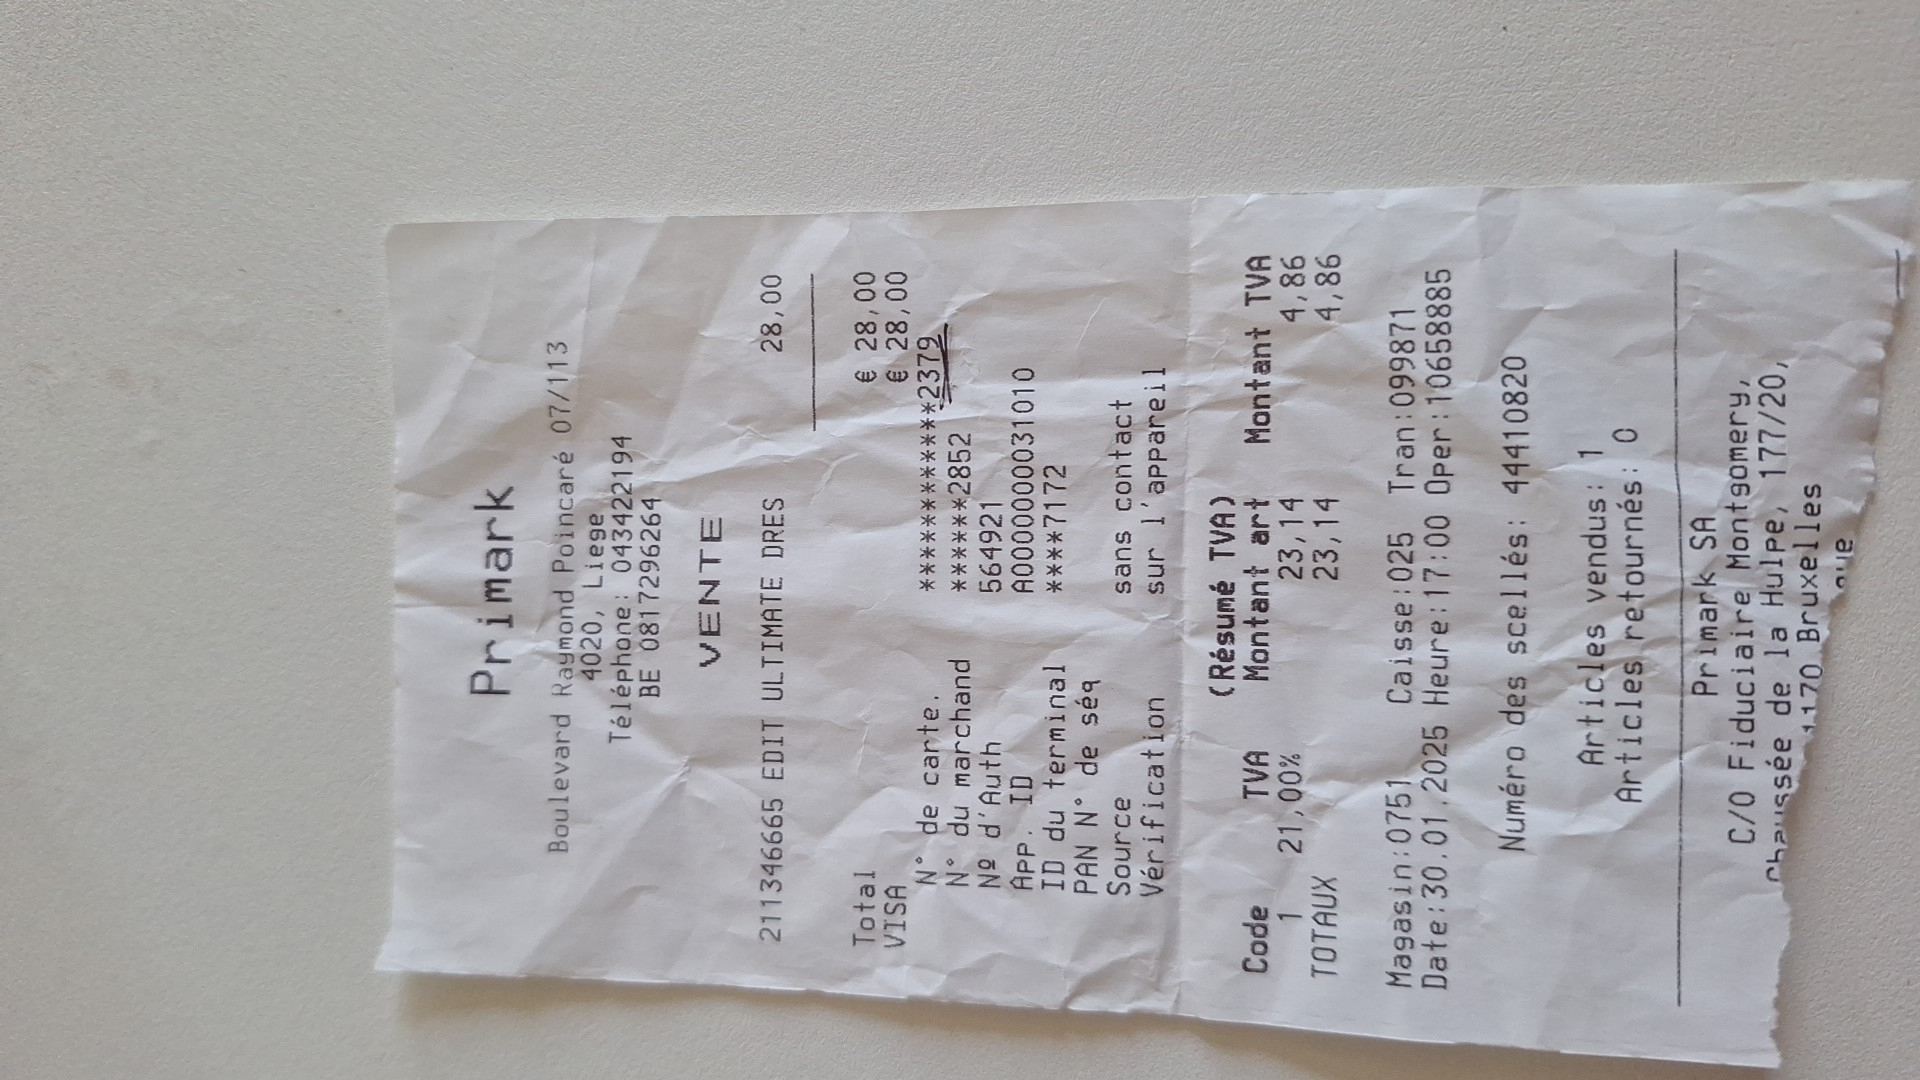 Primark
Boulevard Raymond Poincaré 07/113
4020, Liege
Téléphone: 043422194
BE 0817296264
VENTE
211346665 EDIT ULTIMATE DRES 28,00
Total € 28,00
VISA € 28,00
N° de carte. ************2379
N° du marchand ******2852
Nº d'Auth 564921
App. ID A0000000031010
ID du terminal ****7172
PAN N° de séq
Source sans contact
Vérification sur l'appareil
(Résumé TVA)
Code TVA Montant art Montant TVA
1 21,00% 23,14 4,86
TOTAUX 23,14 4,86
Magasin:0751 Caisse:025 Tran:099871
Date:30.01.2025 Heure:17:00 Oper:10658885
Numéro des scellés: 44410820
Articles vendus: 1
Articles retournés: 0
Primark SA
C/O Fiduciaire Montgomery,
Chaussée de la Hulpe, 177/20,
1170 Bruxelles